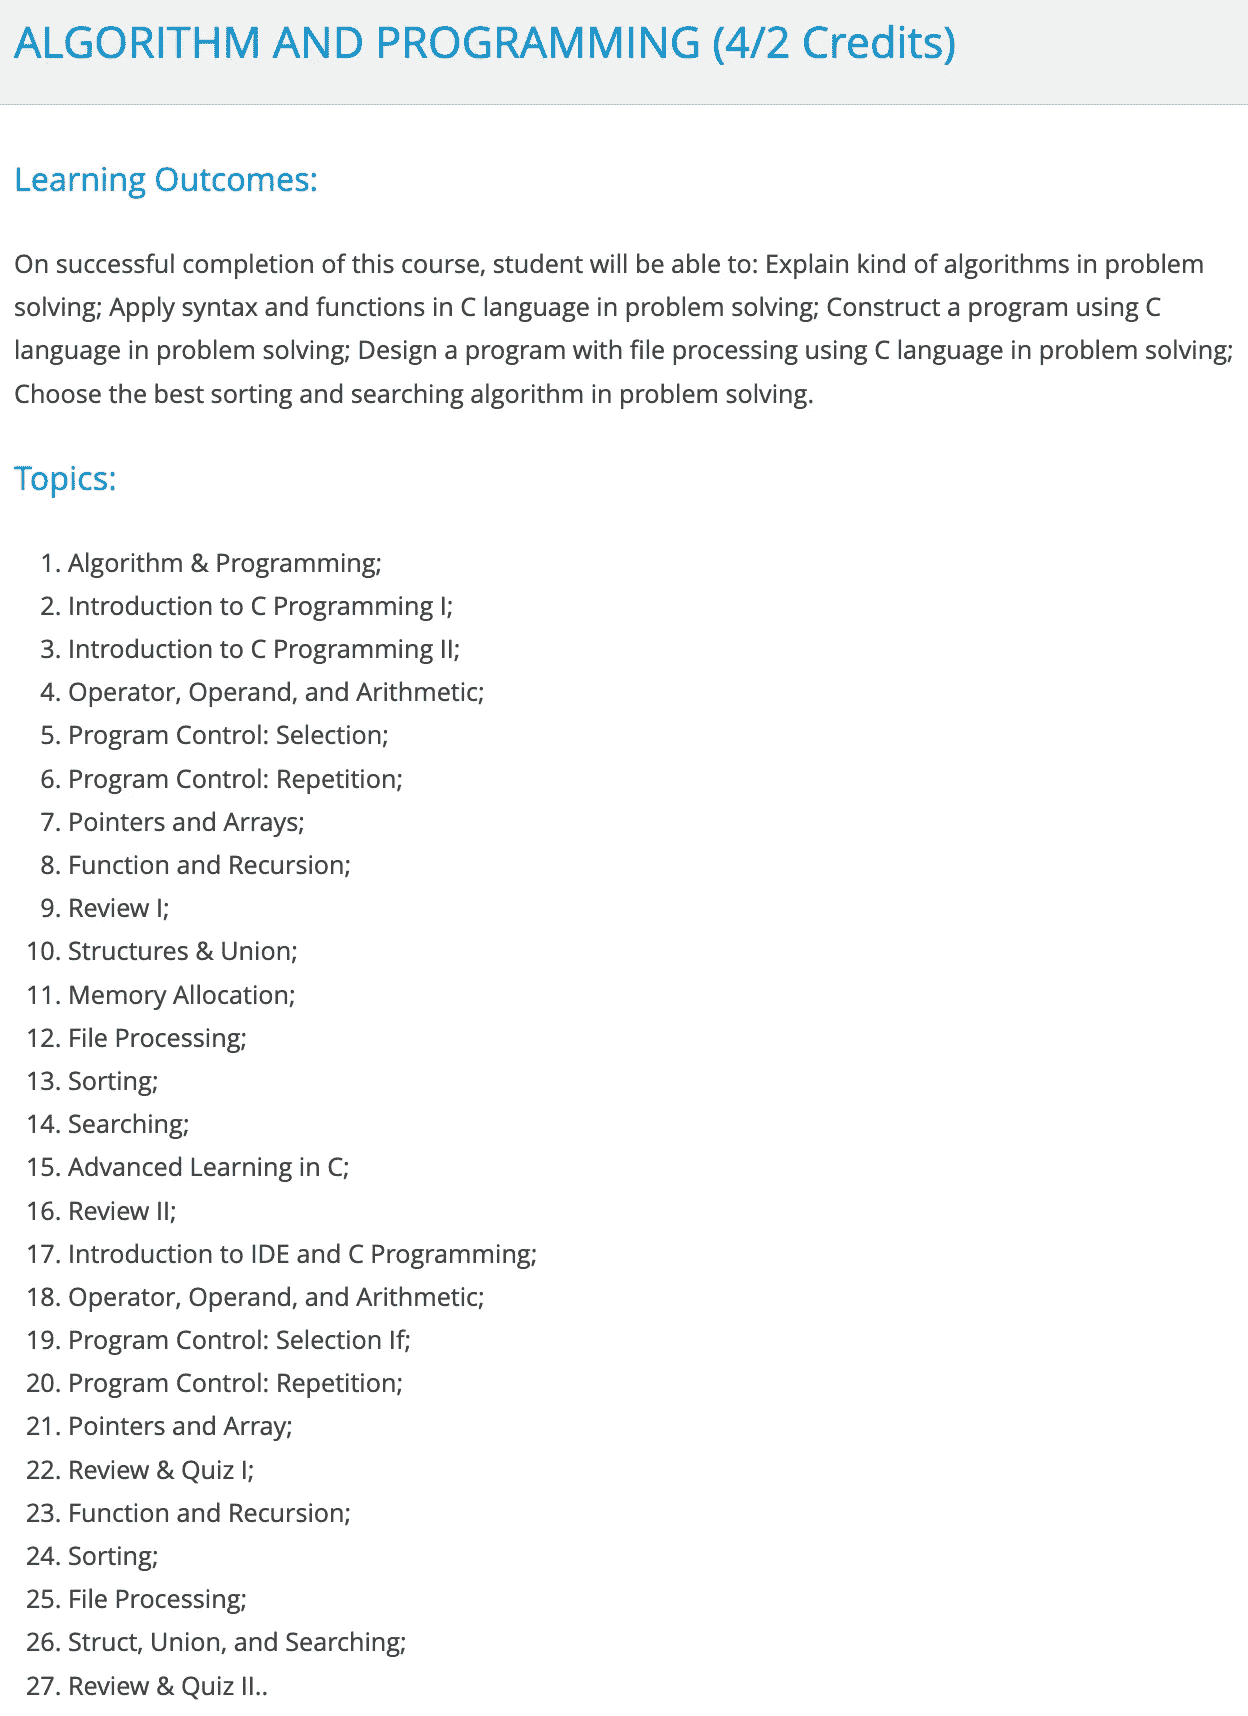 ALGORITHM AND PROGRAMMING (4/2 Credits)
Learning Outcomes:
On successful completion of this course, student will be able to: Explain kind of algorithms in problem
solving; Apply syntax and functions in C language in problem solving; Construct a program using C
language in problem solving; Design a program with file processing using C language in problem solving;
Choose the best sorting and searching algorithm in problem solving.
Topics:
1. Algorithm & Programming;
2. Introduction to C Programming I;
3. Introduction to C Programming II;
4. Operator, Operand, and Arithmetic;
5. Program Control: Selection;
6. Program Control: Repetition;
7. Pointers and Arrays;
8. Function and Recursion;
9. Review I;
10. Structures & Union;
11. Memory Allocation;
12. File Processing;
13. Sorting;
14. Searching;
15. Advanced Learning in C;
16. Review II;
17. Introduction to IDE and C Programming;
18. Operator, Operand, and Arithmetic;
19. Program Control: Selection If;
20. Program Control: Repetition;
21. Pointers and Array;
22. Review & Quiz I;
23. Function and Recursion;
24. Sorting;
25. File Processing;
26. Struct, Union, and Searching;
27. Review & Quiz II..